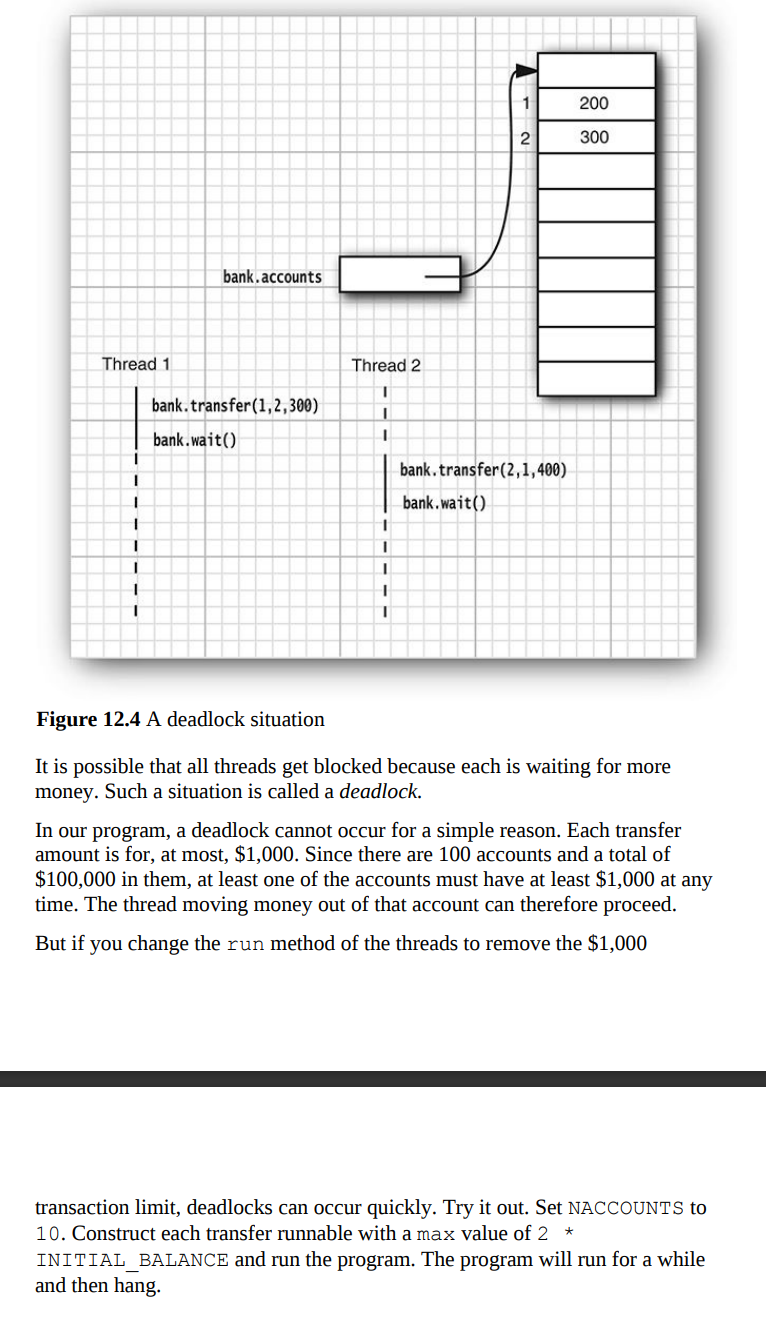 1 200
2 300
bank.accounts
Thread 1 Thread 2
bank.transfer(1,2,300)
bank.wait()
bank.transfer(2,1,400)
bank.wait()
Figure 12.4 A deadlock situation
It is possible that all threads get blocked because each is waiting for more
money. Such a situation is called a deadlock.
In our program, a deadlock cannot occur for a simple reason. Each transfer
amount is for, at most, $1,000. Since there are 100 accounts and a total of
$100,000 in them, at least one of the accounts must have at least $1,000 at any
time. The thread moving money out of that account can therefore proceed.
But if you change the run method of the threads to remove the $1,000
transaction limit, deadlocks can occur quickly. Try it out. Set NACCOUNTS to
10. Construct each transfer runnable with a max value of 2 *
INITIAL_BALANCE and run the program. The program will run for a while
and then hang.